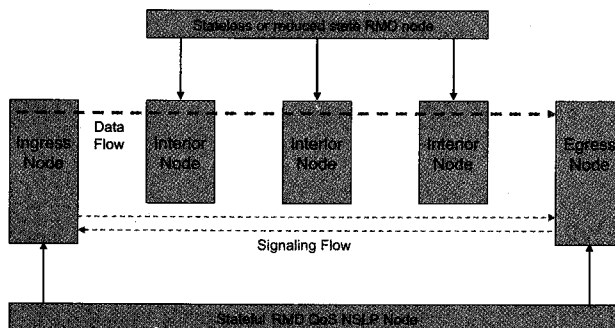 Stateless or reduced state RMD node
Ingress
Node
Data
Flow
Interior
Node
Interior
Node
Interior
Node
Egress
Node
Signaling Flow
Stateful RMD QoS NSLP Node